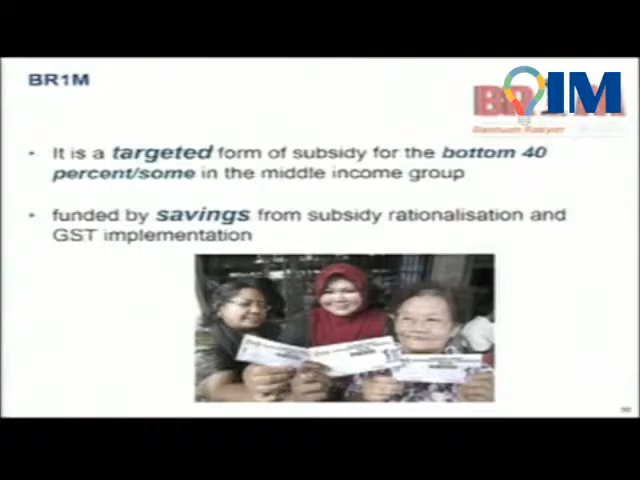 BR1M
IM
It is a targeted form of subsidy for the bottom 40
percent/some in the middle income group
funded by savings from subsidy rationalisation and
GST implementation